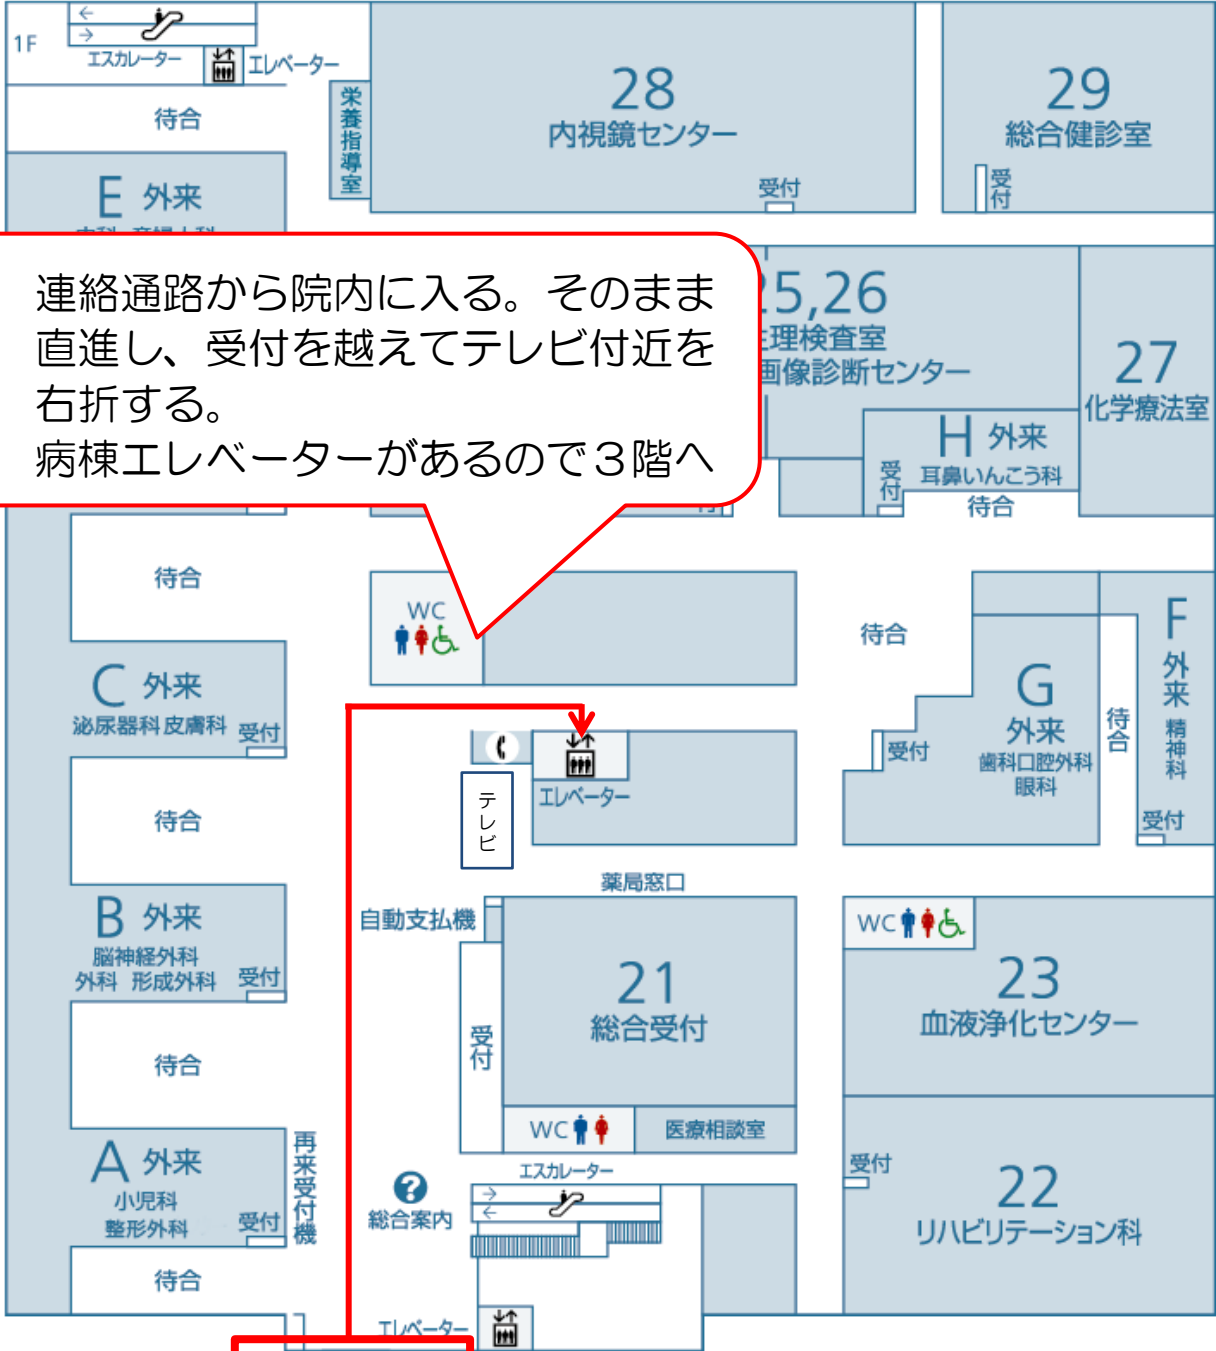 1F
エスカレーター
エレベーター
待合
栄養指導室
28
内視鏡センター
受付
29
総合健診室
受付
E 外来
連絡通路から院内に入る。そのまま
直進し、受付を越えてテレビ付近を
右折する。
病棟エレベーターがあるので３階へ
5,26
理検査室
画像診断センター
27
化学療法室
H 外来
耳鼻いんこう科
受付
待合
待合
WC
待合
F
外来
精神科
受付
待合
G
外来
歯科口腔外科
眼科
受付
C 外来
泌尿器科 皮膚科
受付
エレベーター
テレビ
待合
薬局窓口
自動支払機
B 外来
脳神経外科
外科 形成外科
受付
21
総合受付
受付
WC
23
血液浄化センター
待合
WC
医療相談室
再来受付機
A 外来
小児科
整形外科
受付
?
総合案内
エスカレーター
受付
22
リハビリテーション科
待合
エレベーター